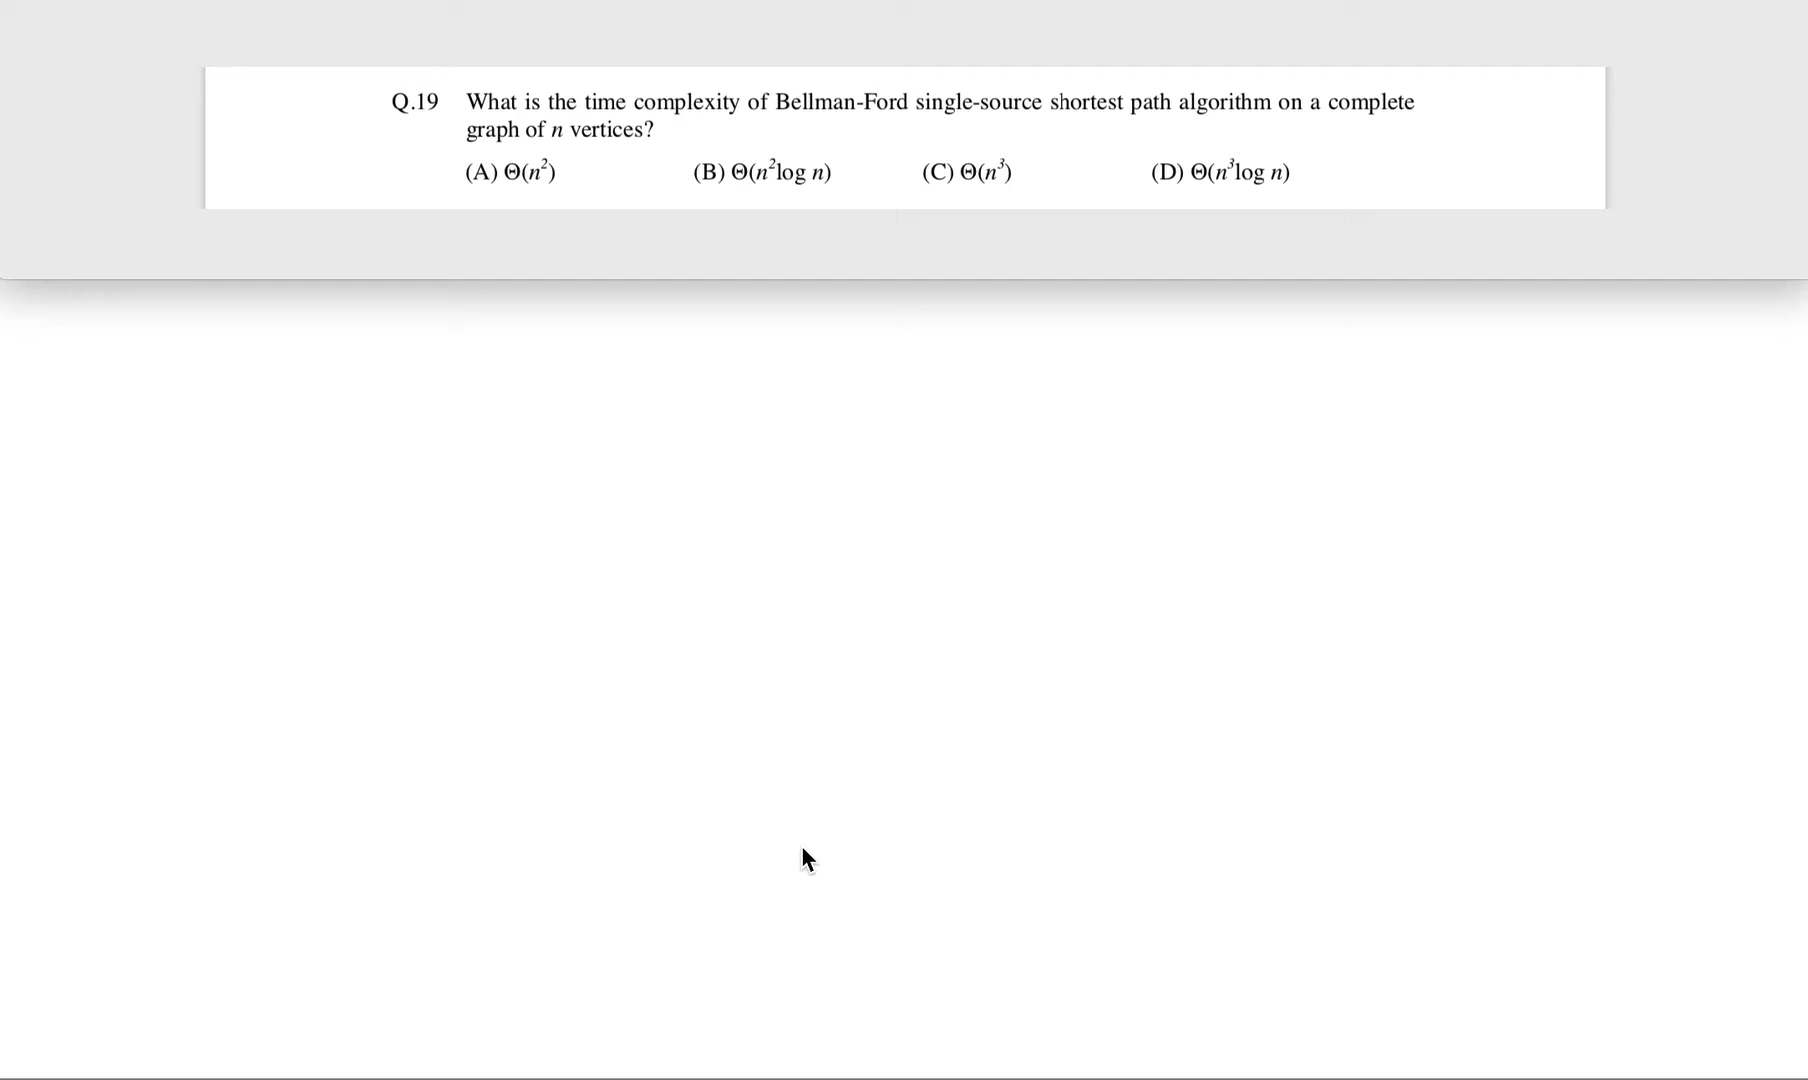 Q.19 What is the time complexity of Bellman-Ford single-source shortest path algorithm on a complete
graph of n vertices?
(A) Θ(n²) (B) Θ(n²log n) (C) Θ(n³) (D) Θ(n³log n)